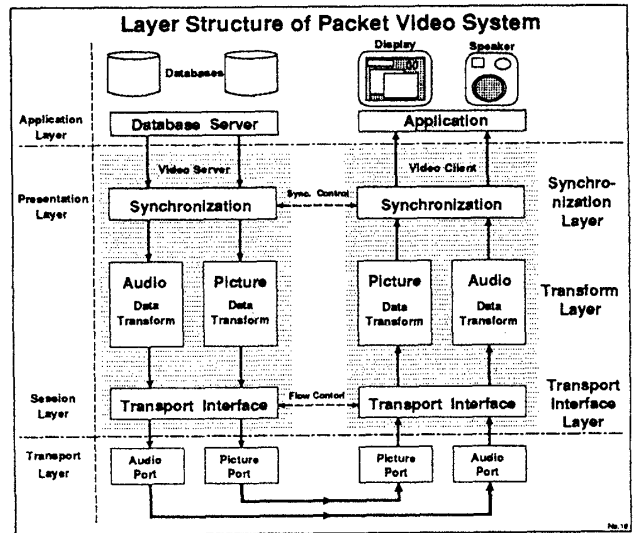 Layer Structure of Packet Video System
Display
Speaker
Databases
Application
Layer
Database Server
Application
Video Server
Video Client
Presentation
Layer
Synchronization
Sync. Control
Synchronization
Synchro-
nization
Layer
Audio
Data
Transform
Picture
Data
Transform
Picture
Data
Transform
Audio
Data
Transform
Transform
Layer
Session
Layer
Transport Interface
Flow Control
Transport Interface
Transport
Interface
Layer
Transport
Layer
Audio
Port
Picture
Port
Picture
Port
Audio
Port